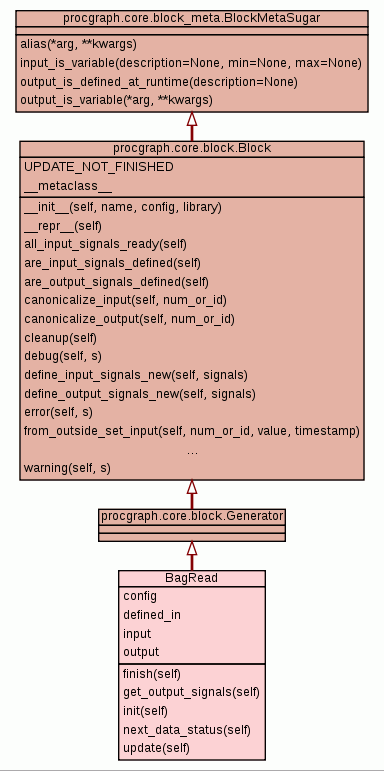 procgraph.core.block_meta.BlockMetaSugar
alias(*arg, **kwargs)
input_is_variable(description=None, min=None, max=None)
output_is_defined_at_runtime(description=None)
output_is_variable(*arg, **kwargs)
procgraph.core.block.Block
UPDATE_NOT_FINISHED
__metaclass__
__init__(self, name, config, library)
__repr__(self)
all_input_signals_ready(self)
are_input_signals_defined(self)
are_output_signals_defined(self)
canonicalize_input(self, num_or_id)
canonicalize_output(self, num_or_id)
cleanup(self)
debug(self, s)
define_input_signals_new(self, signals)
define_output_signals_new(self, signals)
error(self, s)
from_outside_set_input(self, num_or_id, value, timestamp)
...
warning(self, s)
procgraph.core.block.Generator
BagRead
config
defined_in
input
output
finish(self)
get_output_signals(self)
init(self)
next_data_status(self)
update(self)